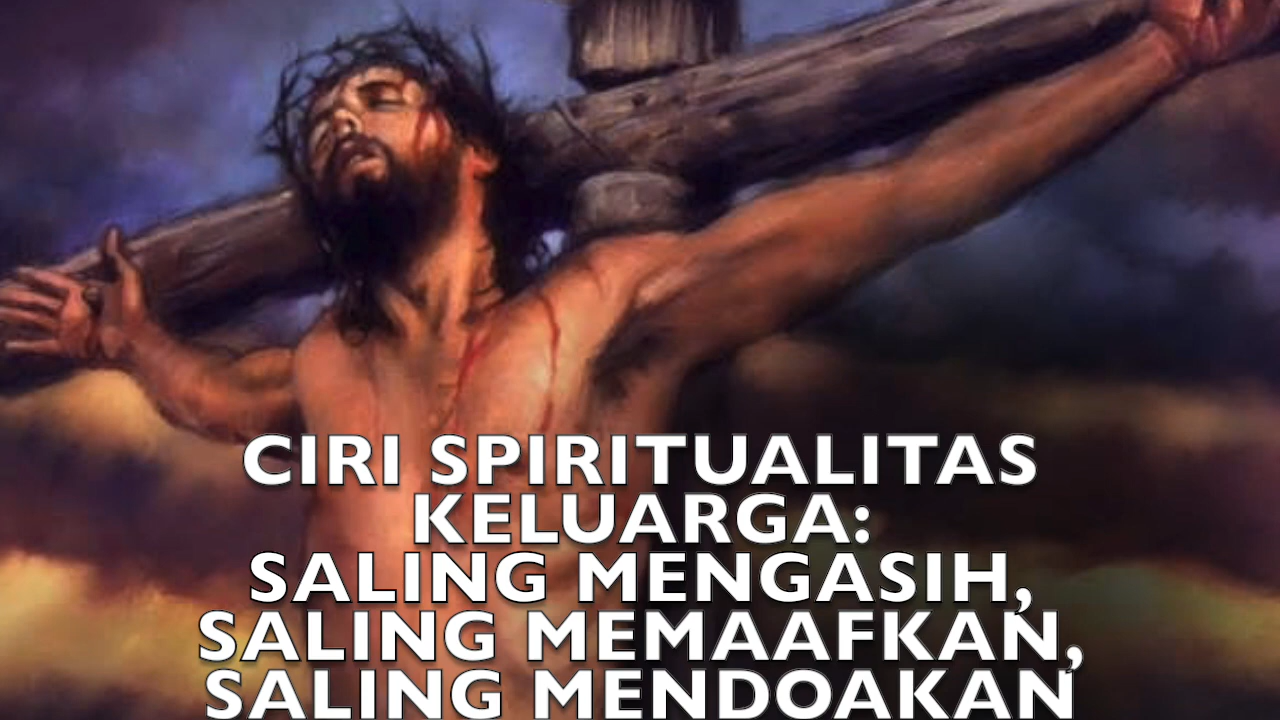 CIRI SPIRITUALITAS
KELUARGA:
SALING MENGASIH,
SALING MEMAAFKAN,
SALING MENDOAKAN